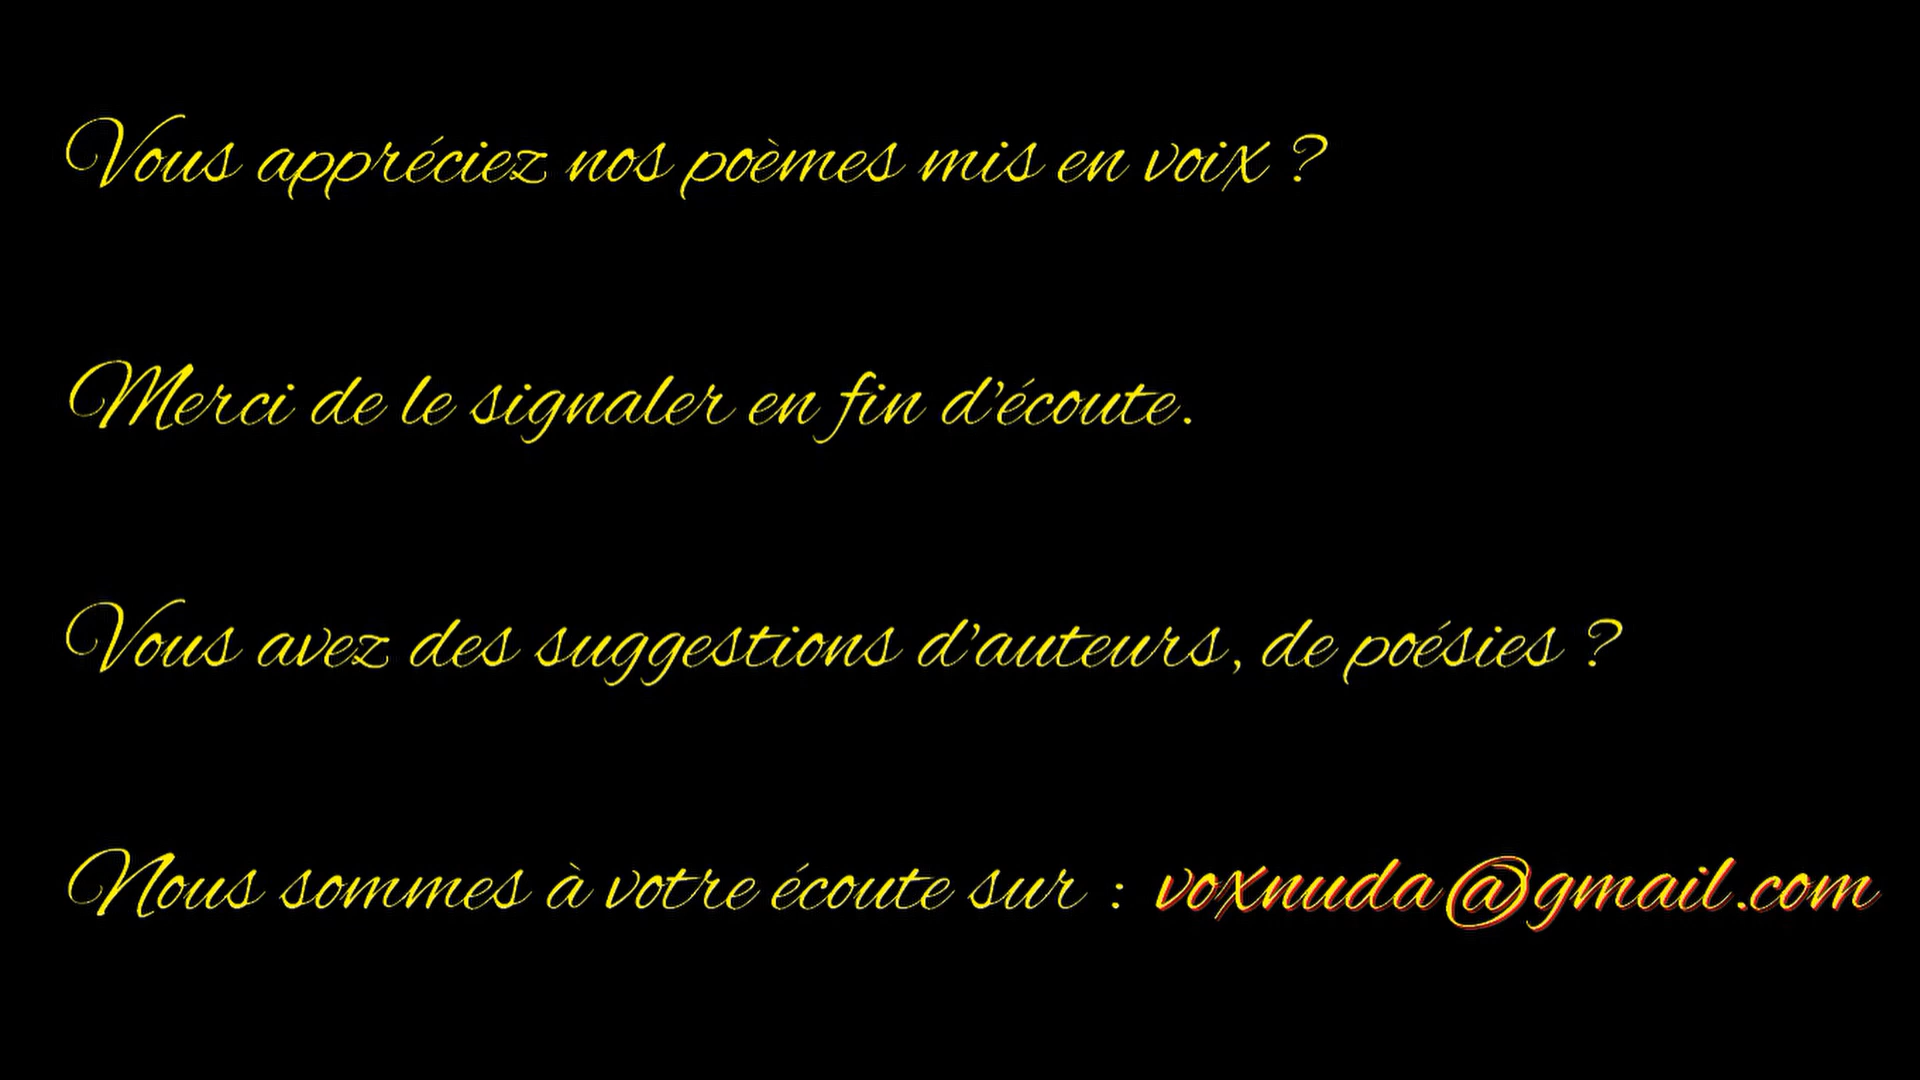 Vous appréciez nos poèmes mis en voix ?
Merci de le signaler en fin d'écoute.
Vous avez des suggestions d'auteurs, de poésies ?
Nous sommes à votre écoute sur : voxnuda@gmail.com